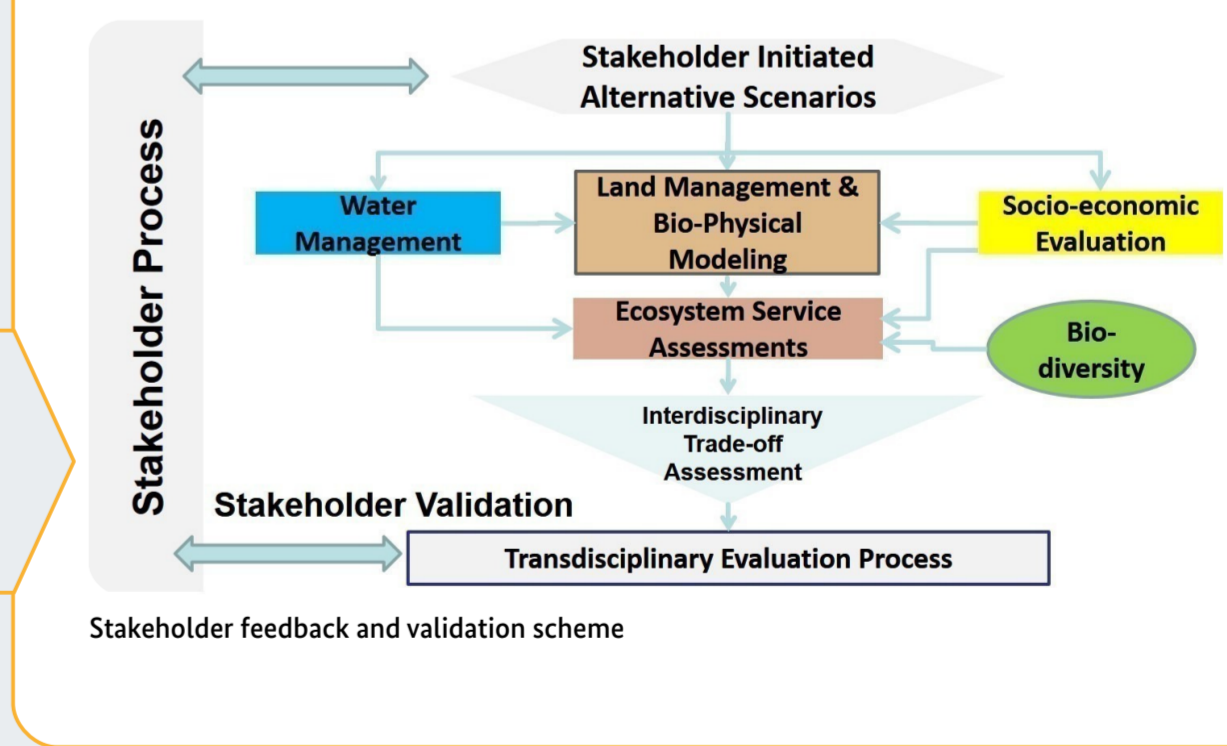 Stakeholder Process
Stakeholder Initiated
Alternative Scenarios
Water
Management
Land Management &
Bio-Physical
Modeling
Socio-economic
Evaluation
Ecosystem Service
Assessments
Bio-
diversity
Interdisciplinary
Trade-off
Assessment
Stakeholder Validation
Transdisciplinary Evaluation Process
Stakeholder feedback and validation scheme